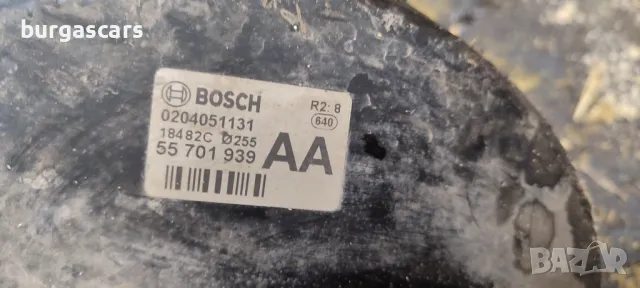 burgascars
BOSCH
R2: 8
0204051131
640
18482C D255
55 701 939
AA
BAZAR